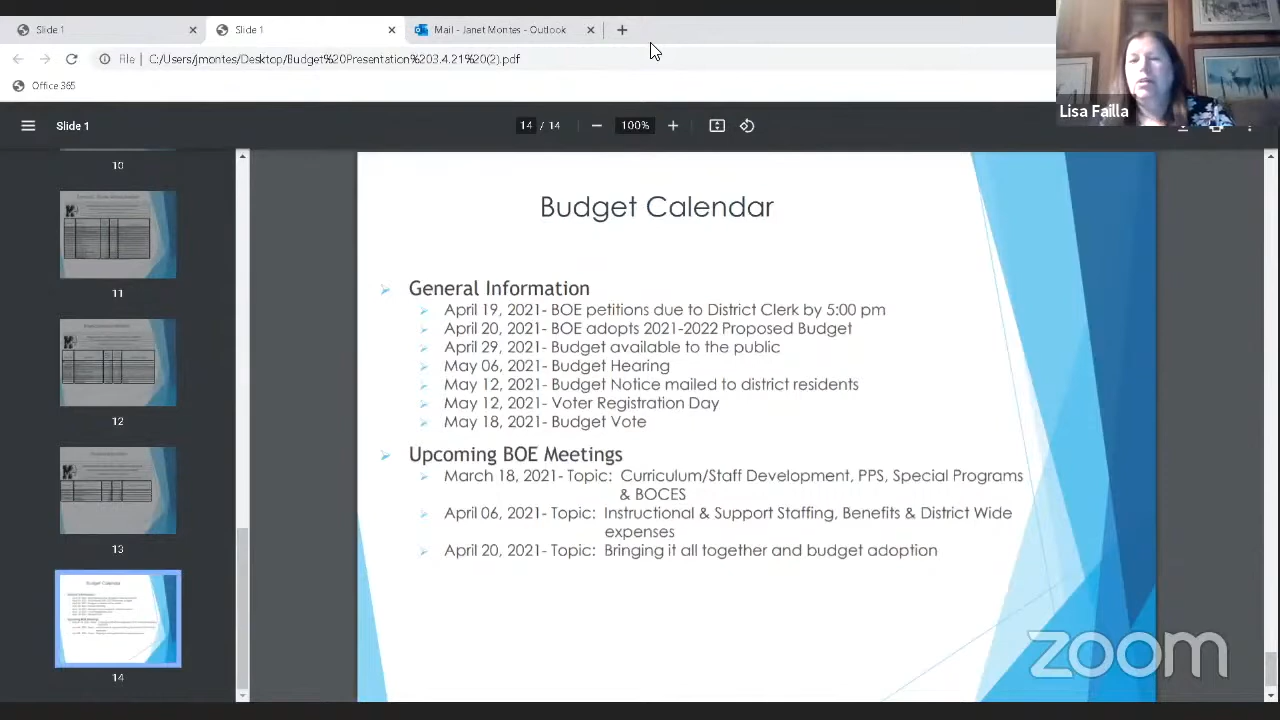 Slide 1
Slide 1
Mail - Janet Montes - Outlook
File | C:/Users/jmontes/Desktop/Budget%20Presentation%203.4.21%20(2).pdf
Office 365
Lisa Failla
Slide 1
14 / 14
100%
10
11
12
13
14
Budget Calendar
General Information
April 19, 2021- BOE petitions due to District Clerk by 5:00 pm
April 20, 2021- BOE adopts 2021-2022 Proposed Budget
April 29, 2021- Budget available to the public
May 06, 2021- Budget Hearing
May 12, 2021- Budget Notice mailed to district residents
May 12, 2021- Voter Registration Day
May 18, 2021- Budget Vote
Upcoming BOE Meetings
March 18, 2021- Topic: Curriculum/Staff Development, PPS, Special Programs
& BOCES
April 06, 2021- Topic: Instructional & Support Staffing, Benefits & District Wide
expenses
April 20, 2021- Topic: Bringing it all together and budget adoption
zoom